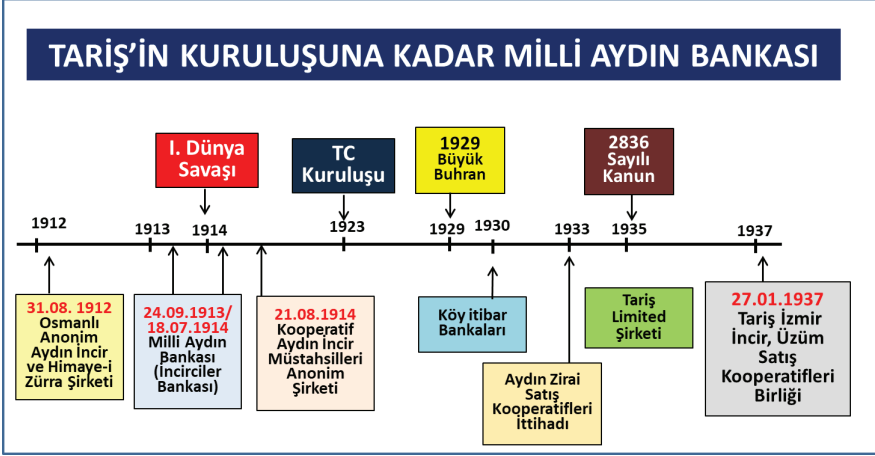 TARİŞ’İN KURULUŞUNA KADAR MİLLİ AYDIN BANKASI
I. Dünya
Savaşı
TC
Kuruluşu
1929
Büyük
Buhran
2836
Sayılı
Kanun
1912
1913
1914
1923
1929
1930
1933
1935
1937
31.08. 1912
Osmanlı
Anonim
Aydın İncir
ve Himaye-i
Zürra Şirketi
24.09.1913/
18.07.1914
Milli Aydın
Bankası
(İncirciler
Bankası)
21.08.1914
Kooperatif
Aydın İncir
Müstahsilleri
Anonim
Şirketi
Köy itibar
Bankaları
Aydın Zirai
Satış
Kooperatifleri
İttihadı
Tariş
Limited
Şirketi
27.01.1937
Tariş İzmir
İncir, Üzüm
Satış
Kooperatifleri
Birliği